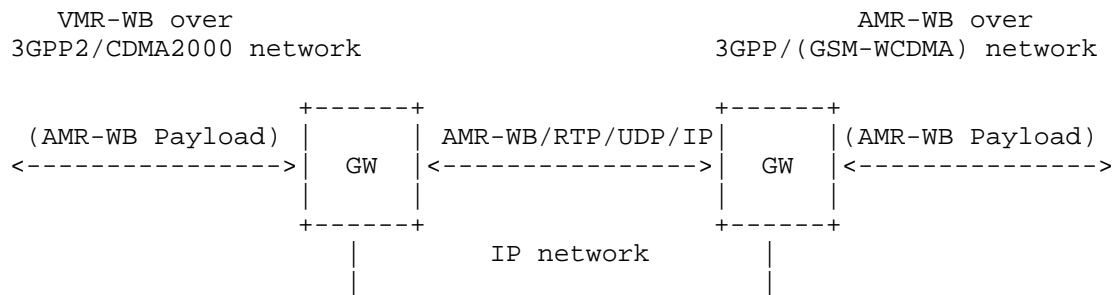 VMR-WB over AMR-WB over
3GPP2/CDMA2000 network 3GPP/(GSM-WCDMA) network
(AMR-WB Payload) AMR-WB/RTP/UDP/IP (AMR-WB Payload)
GW GW
IP network